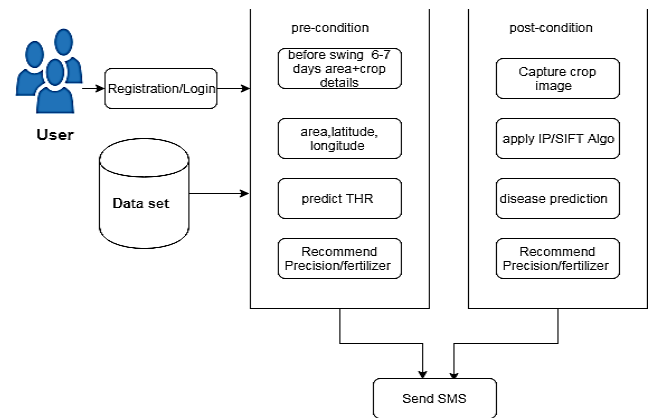 pre-condition
post-condition
before swing 6-7
days area+crop
details
Capture crop
image
Registration/Login
User
area,latitude,
longitude
apply IP/SIFT Algo
Data set
predict THR
disease prediction
Recommend
Precision/fertilizer
Recommend
Precision/fertilizer
Send SMS